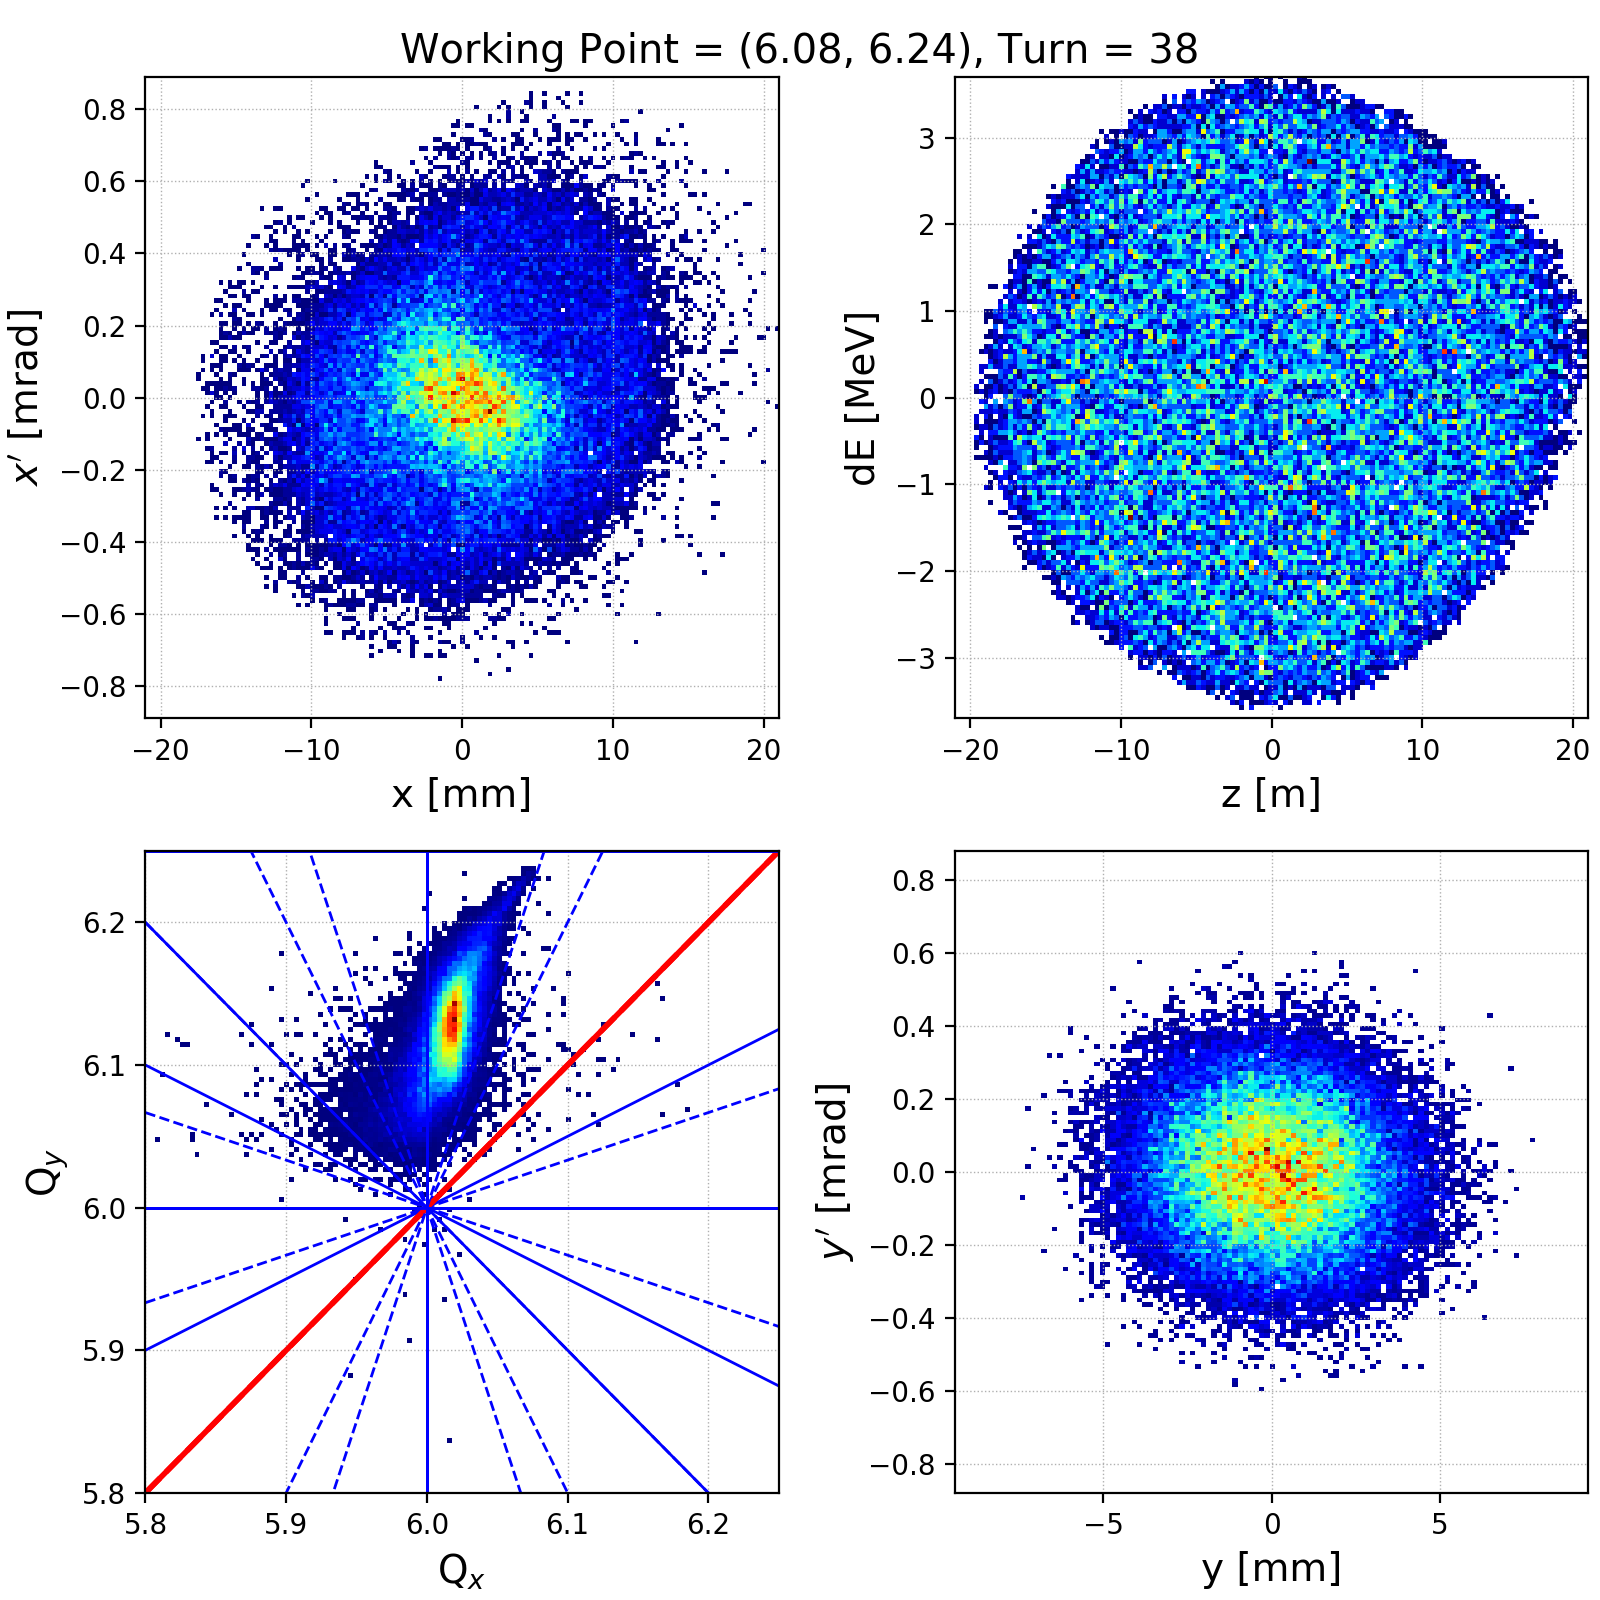 Working Point = (6.08, 6.24), Turn = 38
0.8
0.6
0.4
0.2
0.0
−0.2
−0.4
−0.6
−0.8
x′ [mrad]
−20 −10 0 10 20
x [mm]
3
2
1
0
−1
−2
−3
dE [MeV]
−20 −10 0 10 20
z [m]
6.2
6.1
6.0
5.9
5.8
Qy
5.8 5.9 6.0 6.1 6.2
Qx
0.8
0.6
0.4
0.2
0.0
−0.2
−0.4
−0.6
−0.8
y′ [mrad]
−5 0 5
y [mm]